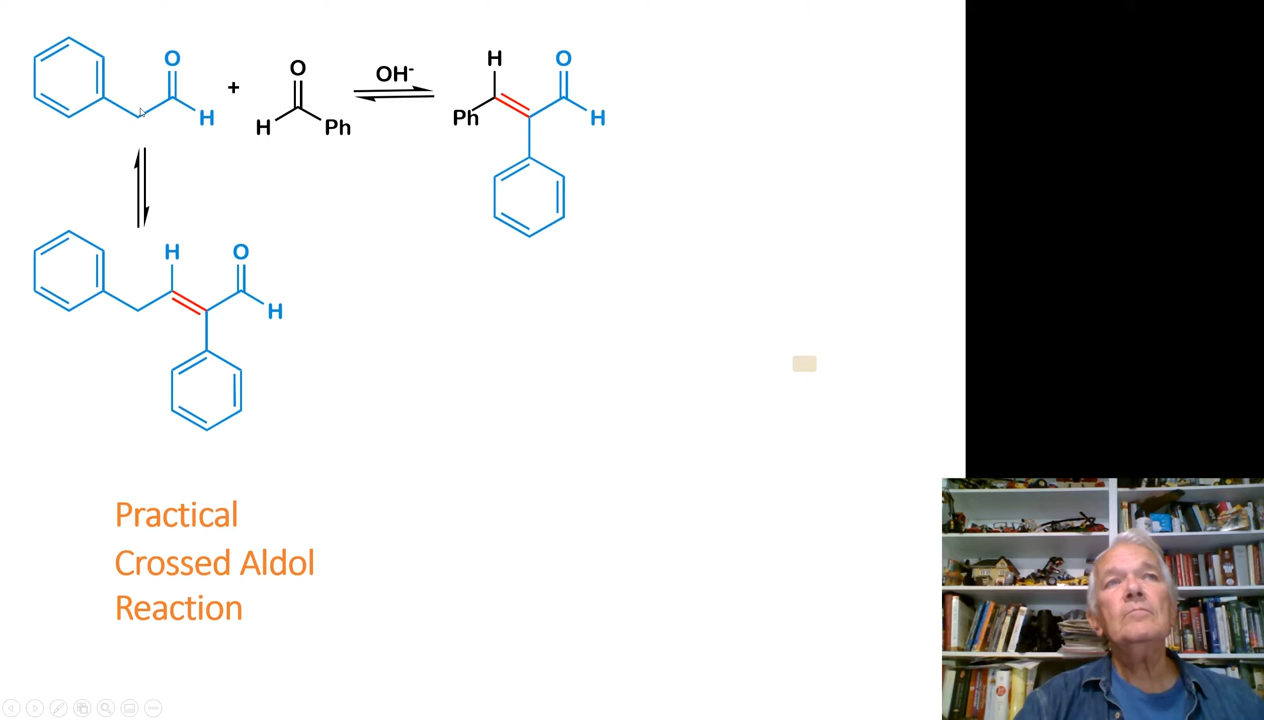 O
H
+
O
H
Ph
OH-
H
O
Ph
H
H
O
H
Practical
Crossed Aldol
Reaction